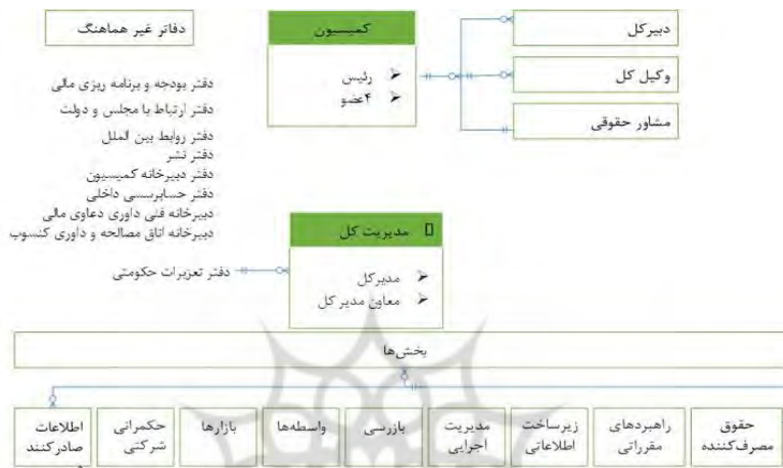 دبیرکل
وکیل کل
مشاور حقوقی
کمیسیون
رئیس
۴عضو
دفاتر غیر هماهنگ
دفتر بودجه و برنامه ریزی مالی
دفتر ارتباط با مجلس و دولت
دفتر روابط بین الملل
دفتر نشر
دفتر دبیرخانه کمیسیون
دفتر حسابرسی داخلی
دبیرخانه فنی داوری دعاوی مالی
دبیرخانه اتاق مصالحه و داوری کنسوب
مدیریت کل
مدیرکل
معاون مدیر کل
دفتر تعزیرات حکومتی
بخش‌ها
حقوق
مصرف‌کننده
راهبردهای
مقرراتی
زیرساخت
اطلاعاتی
مدیریت
اجرایی
بازرسی
واسطه‌ها
بازارها
حکمرانی
شرکتی
اطلاعات
صادرکنند